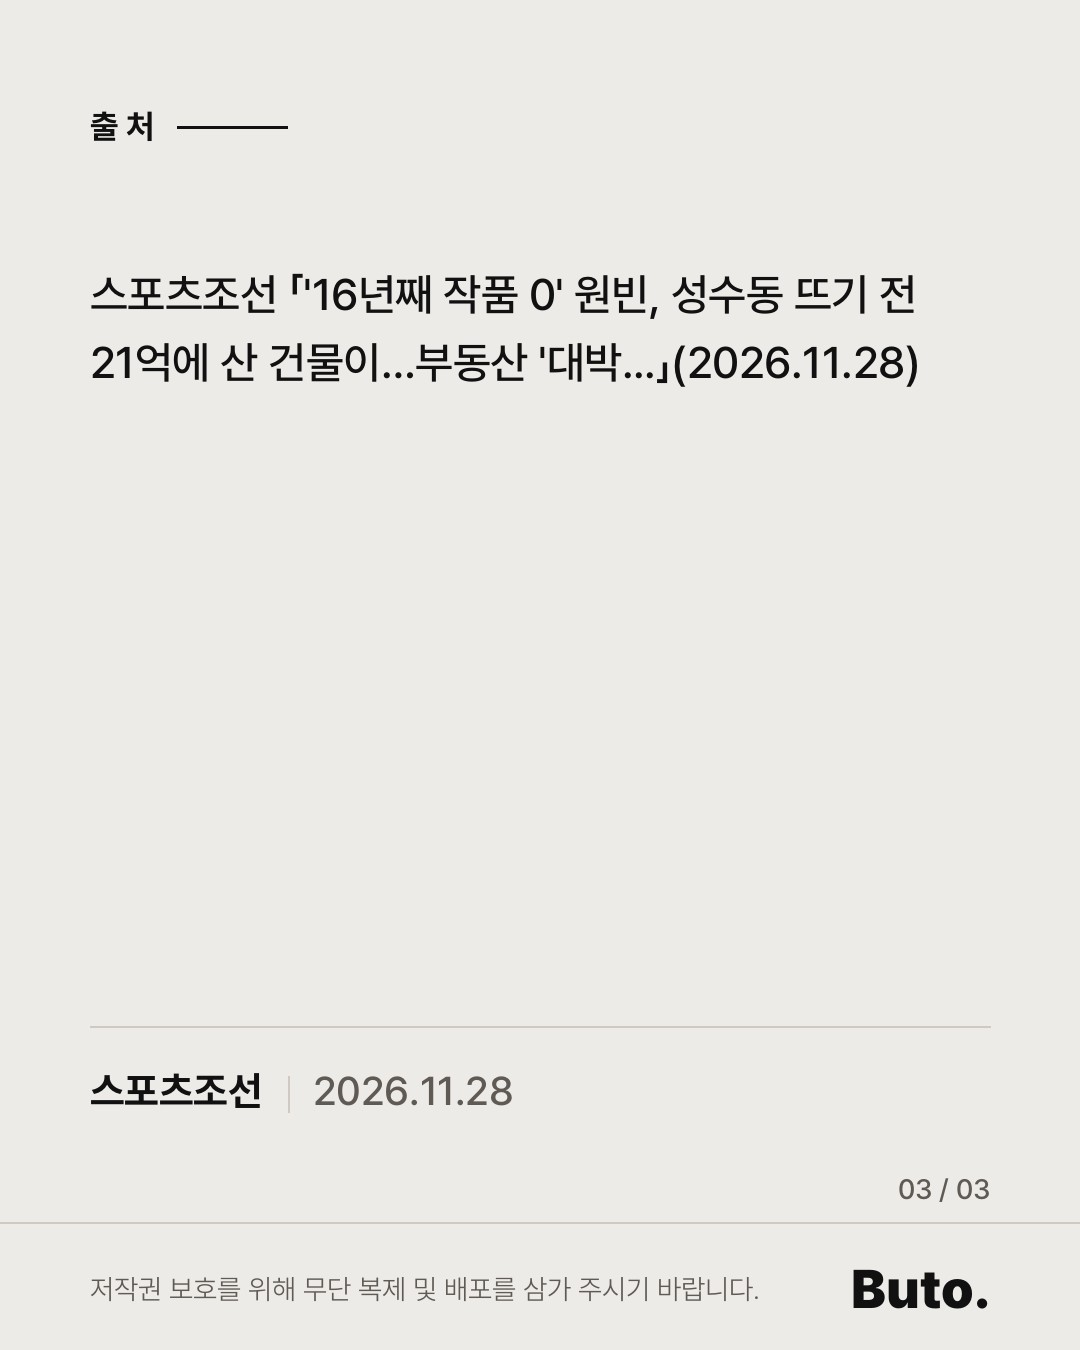 출처
스포츠조선 ｢'16년째 작품 0' 원빈, 성수동 뜨기 전
21억에 산 건물이...부동산 '대박...｣(2026.11.28)
스포츠조선 | 2026.11.28
03 / 03
저작권 보호를 위해 무단 복제 및 배포를 삼가 주시기 바랍니다.
Buto.